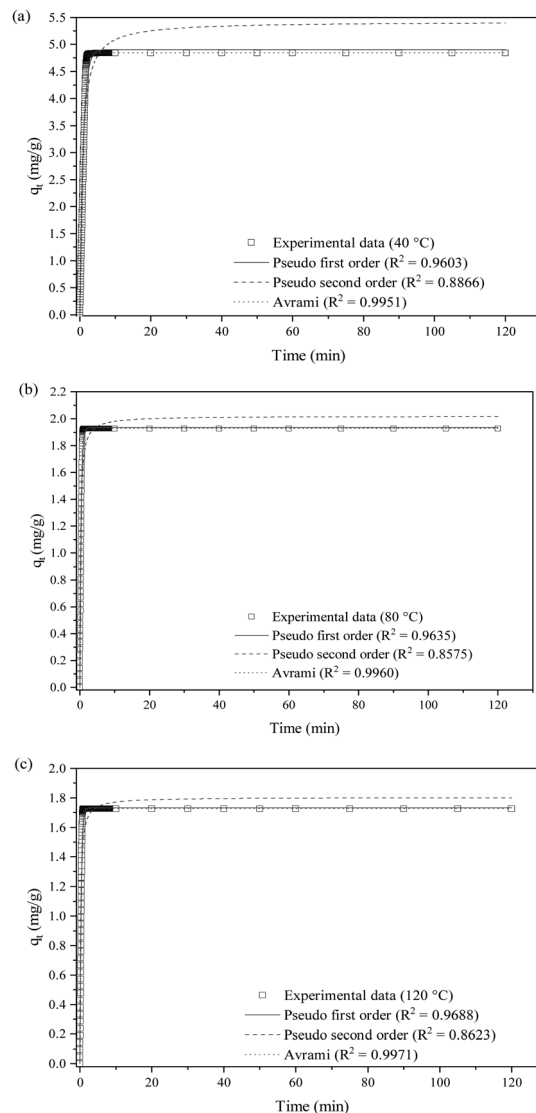 (a)
5.5
5.0
4.5
4.0
3.5
3.0
2.5
2.0
1.5
1.0
0.5
0.0
qt (mg/g)
Experimental data (40 °C)
Pseudo first order (R² = 0.9603)
Pseudo second order (R² = 0.8866)
Avrami (R² = 0.9951)
0 20 40 60 80 100 120
Time (min)
(b)
2.2
2.0
1.8
1.6
1.4
1.2
1.0
0.8
0.6
0.4
0.2
0.0
qt (mg/g)
Experimental data (80 °C)
Pseudo first order (R² = 0.9635)
Pseudo second order (R² = 0.8575)
Avrami (R² = 0.9960)
0 20 40 60 80 100 120
Time (min)
(c)
2.0
1.8
1.6
1.4
1.2
1.0
0.8
0.6
0.4
0.2
0.0
qt (mg/g)
Experimental data (120 °C)
Pseudo first order (R² = 0.9688)
Pseudo second order (R² = 0.8623)
Avrami (R² = 0.9971)
0 20 40 60 80 100 120
Time (min)